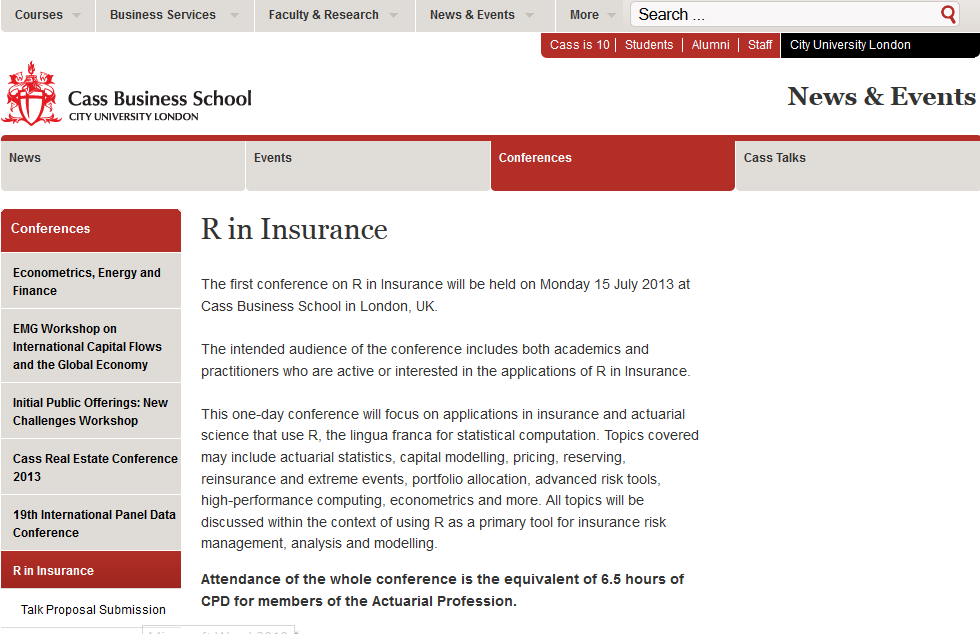 Courses
Business Services
Faculty & Research
News & Events
More
Search ...
Cass is 10
Students
Alumni
Staff
City University London
Cass Business School
CITY UNIVERSITY LONDON
News & Events
News
Events
Conferences
Cass Talks
Conferences
Econometrics, Energy and
Finance
EMG Workshop on
International Capital Flows
and the Global Economy
Initial Public Offerings: New
Challenges Workshop
Cass Real Estate Conference
2013
19th International Panel Data
Conference
R in Insurance
Talk Proposal Submission
R in Insurance
The first conference on R in Insurance will be held on Monday 15 July 2013 at
Cass Business School in London, UK.
The intended audience of the conference includes both academics and
practitioners who are active or interested in the applications of R in Insurance.
This one-day conference will focus on applications in insurance and actuarial
science that use R, the lingua franca for statistical computation. Topics covered
may include actuarial statistics, capital modelling, pricing, reserving,
reinsurance and extreme events, portfolio allocation, advanced risk tools,
high-performance computing, econometrics and more. All topics will be
discussed within the context of using R as a primary tool for insurance risk
management, analysis and modelling.
Attendance of the whole conference is the equivalent of 6.5 hours of
CPD for members of the Actuarial Profession.